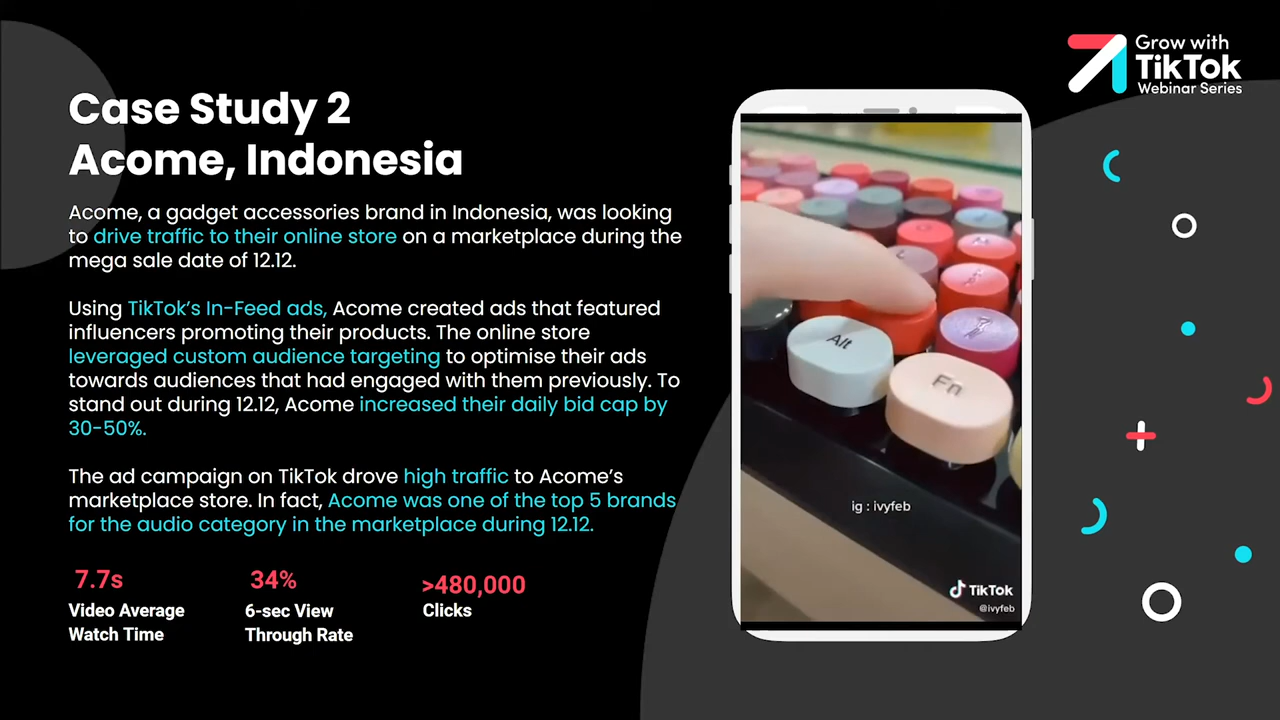 Grow with
TikTok
Webinar Series
Case Study 2
Acome, Indonesia
Acome, a gadget accessories brand in Indonesia, was looking
to drive traffic to their online store on a marketplace during the
mega sale date of 12.12.
Using TikTok's In-Feed ads, Acome created ads that featured
influencers promoting their products. The online store
leveraged custom audience targeting to optimise their ads
towards audiences that had engaged with them previously. To
stand out during 12.12, Acome increased their daily bid cap by
30-50%.
The ad campaign on TikTok drove high traffic to Acome's
marketplace store. In fact, Acome was one of the top 5 brands
for the audio category in the marketplace during 12.12.
7.7s
Video Average
Watch Time
34%
6-sec View
Through Rate
>480,000
Clicks
Alt
Fn
ig : ivyfeb
TikTok
@ivyfeb